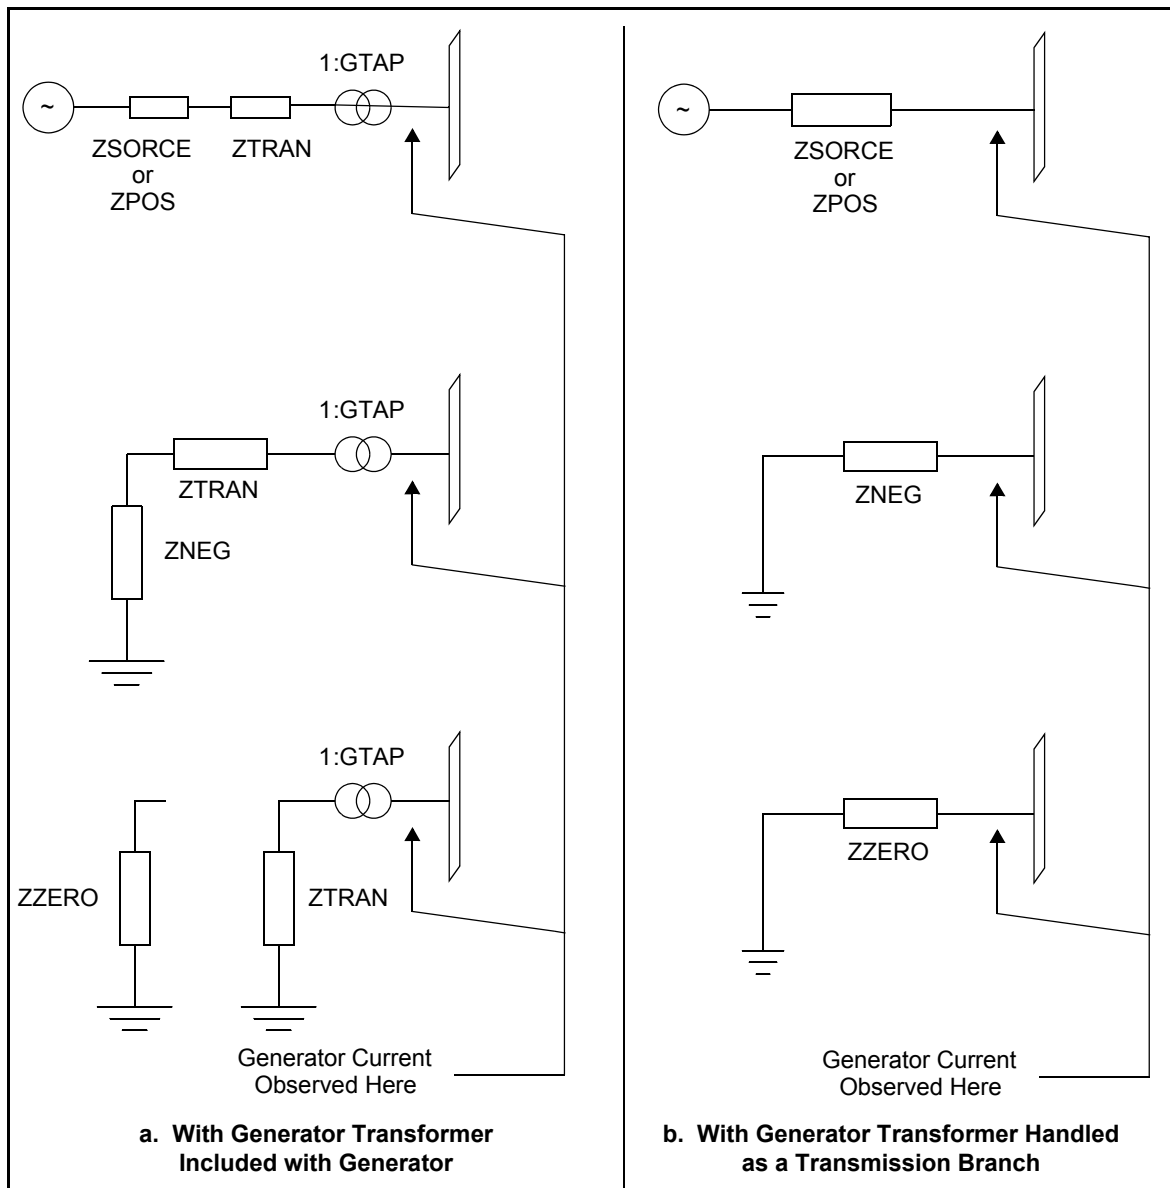 1:GTAP
~
ZSORCE
or
ZPOS
ZTRAN
1:GTAP
ZTRAN
ZNEG
1:GTAP
ZZERO
ZTRAN
Generator Current
Observed Here
a. With Generator Transformer
Included with Generator
~
ZSORCE
or
ZPOS
ZNEG
ZZERO
Generator Current
Observed Here
b. With Generator Transformer Handled
as a Transmission Branch